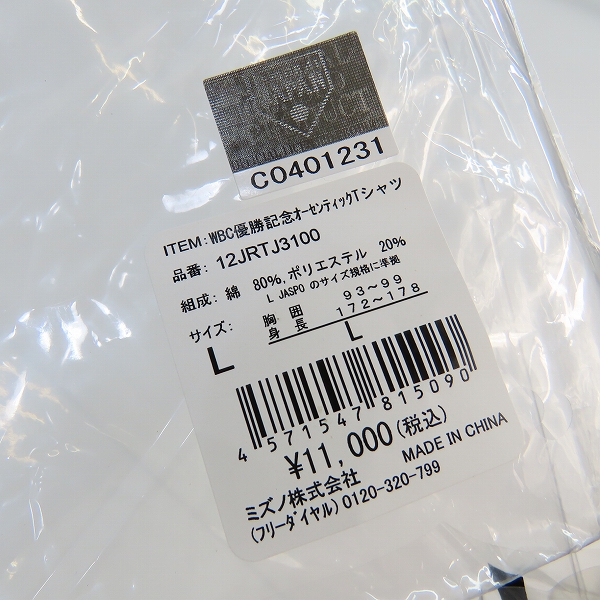 JAPAN
CO401231
ITEM:WBC優勝記念オーセンティックTシャツ
品番: 12JRTJ3100
組成: 綿 80%,ポリエステル 20%
L JASPO のサイズ規格に準拠
サイズ: 胸囲 93~99
身長 172~178
L L
4 571547 815090
¥11,000(税込)
ミズノ株式会社 MADE IN CHINA
(フリーダイヤル)0120-320-799